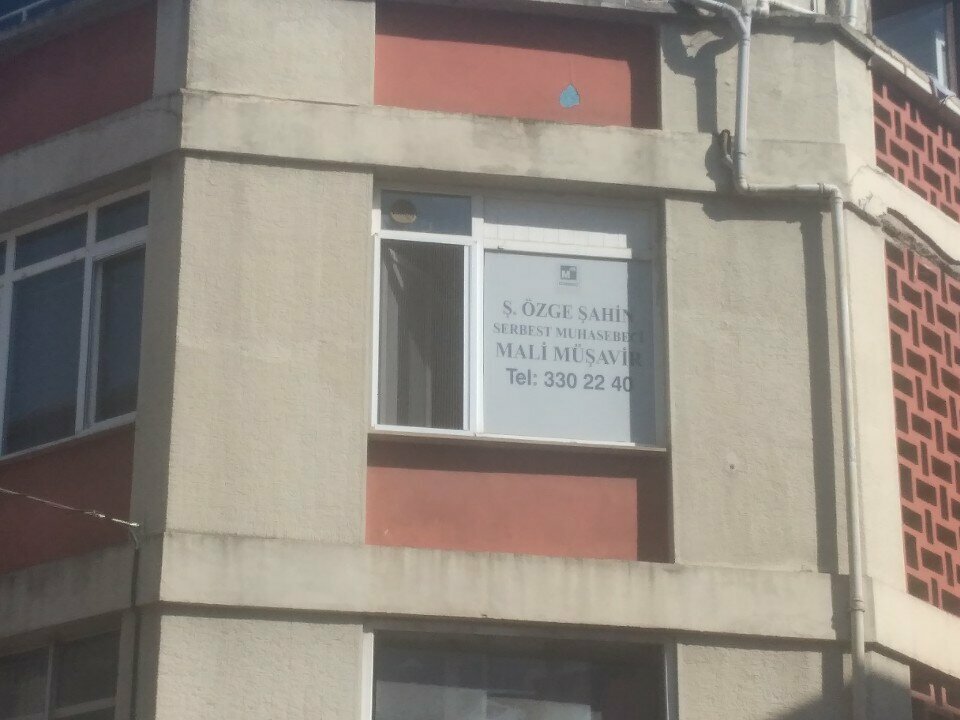 Ş. ÖZGE ŞAHİN
SERBEST MUHASEBECİ
MALİ MÜŞAVİR
Tel: 330 22 40